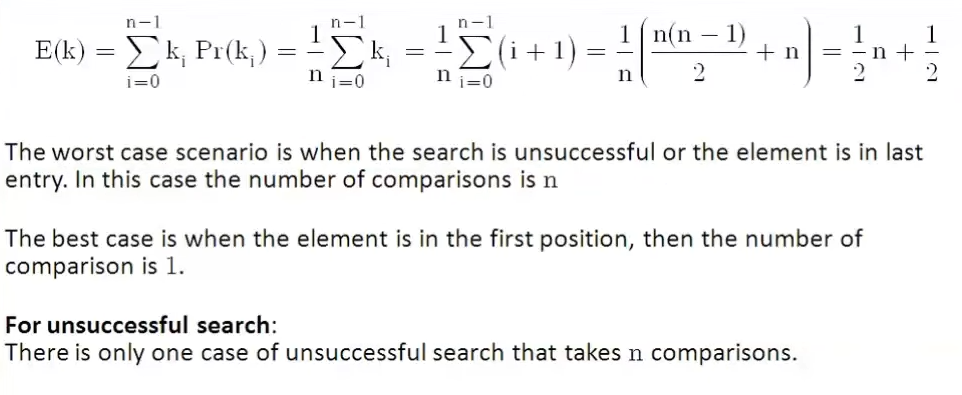 E(k) = \sum_{i=0}^{n-1} k_i Pr(k_i) = \frac{1}{n} \sum_{i=0}^{n-1} k_i = \frac{1}{n} \sum_{i=0}^{n-1} (i + 1) = \frac{1}{n} \left( \frac{n(n - 1)}{2} + n \right) = \frac{1}{2} n + \frac{1}{2}
The worst case scenario is when the search is unsuccessful or the element is in last
entry. In this case the number of comparisons is n
The best case is when the element is in the first position, then the number of
comparison is 1.
For unsuccessful search:
There is only one case of unsuccessful search that takes n comparisons.